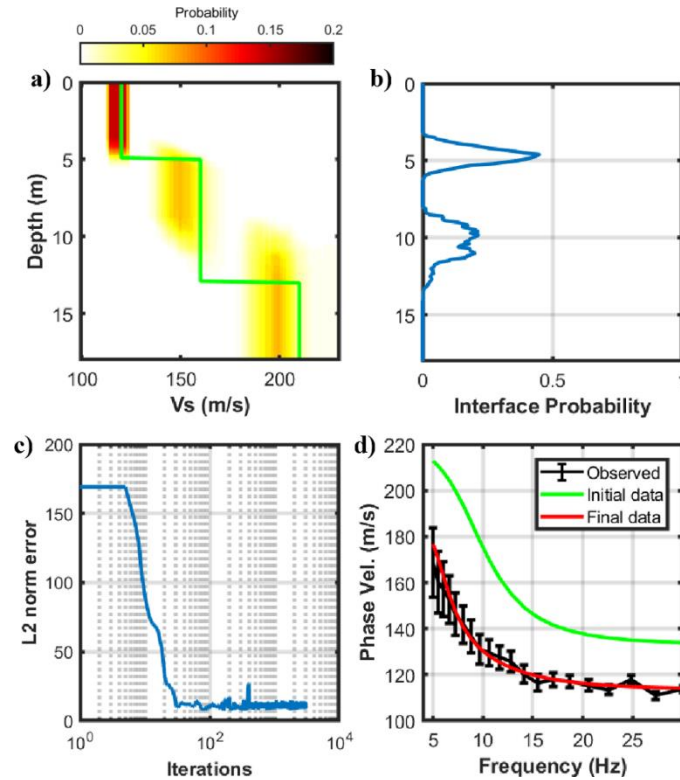 Probability
0 0.05 0.1 0.15 0.2
a)
0
5
10
15
Depth (m)
100 150 200
Vs (m/s)
b)
0
5
10
15
0 0.5 1
Interface Probability
c)
200
150
100
50
0
L2 norm error
10^0 10^2 10^4
Iterations
d)
220
200
180
160
140
120
100
Phase Vel. (m/s)
Observed
Initial data
Final data
5 10 15 20 25
Frequency (Hz)